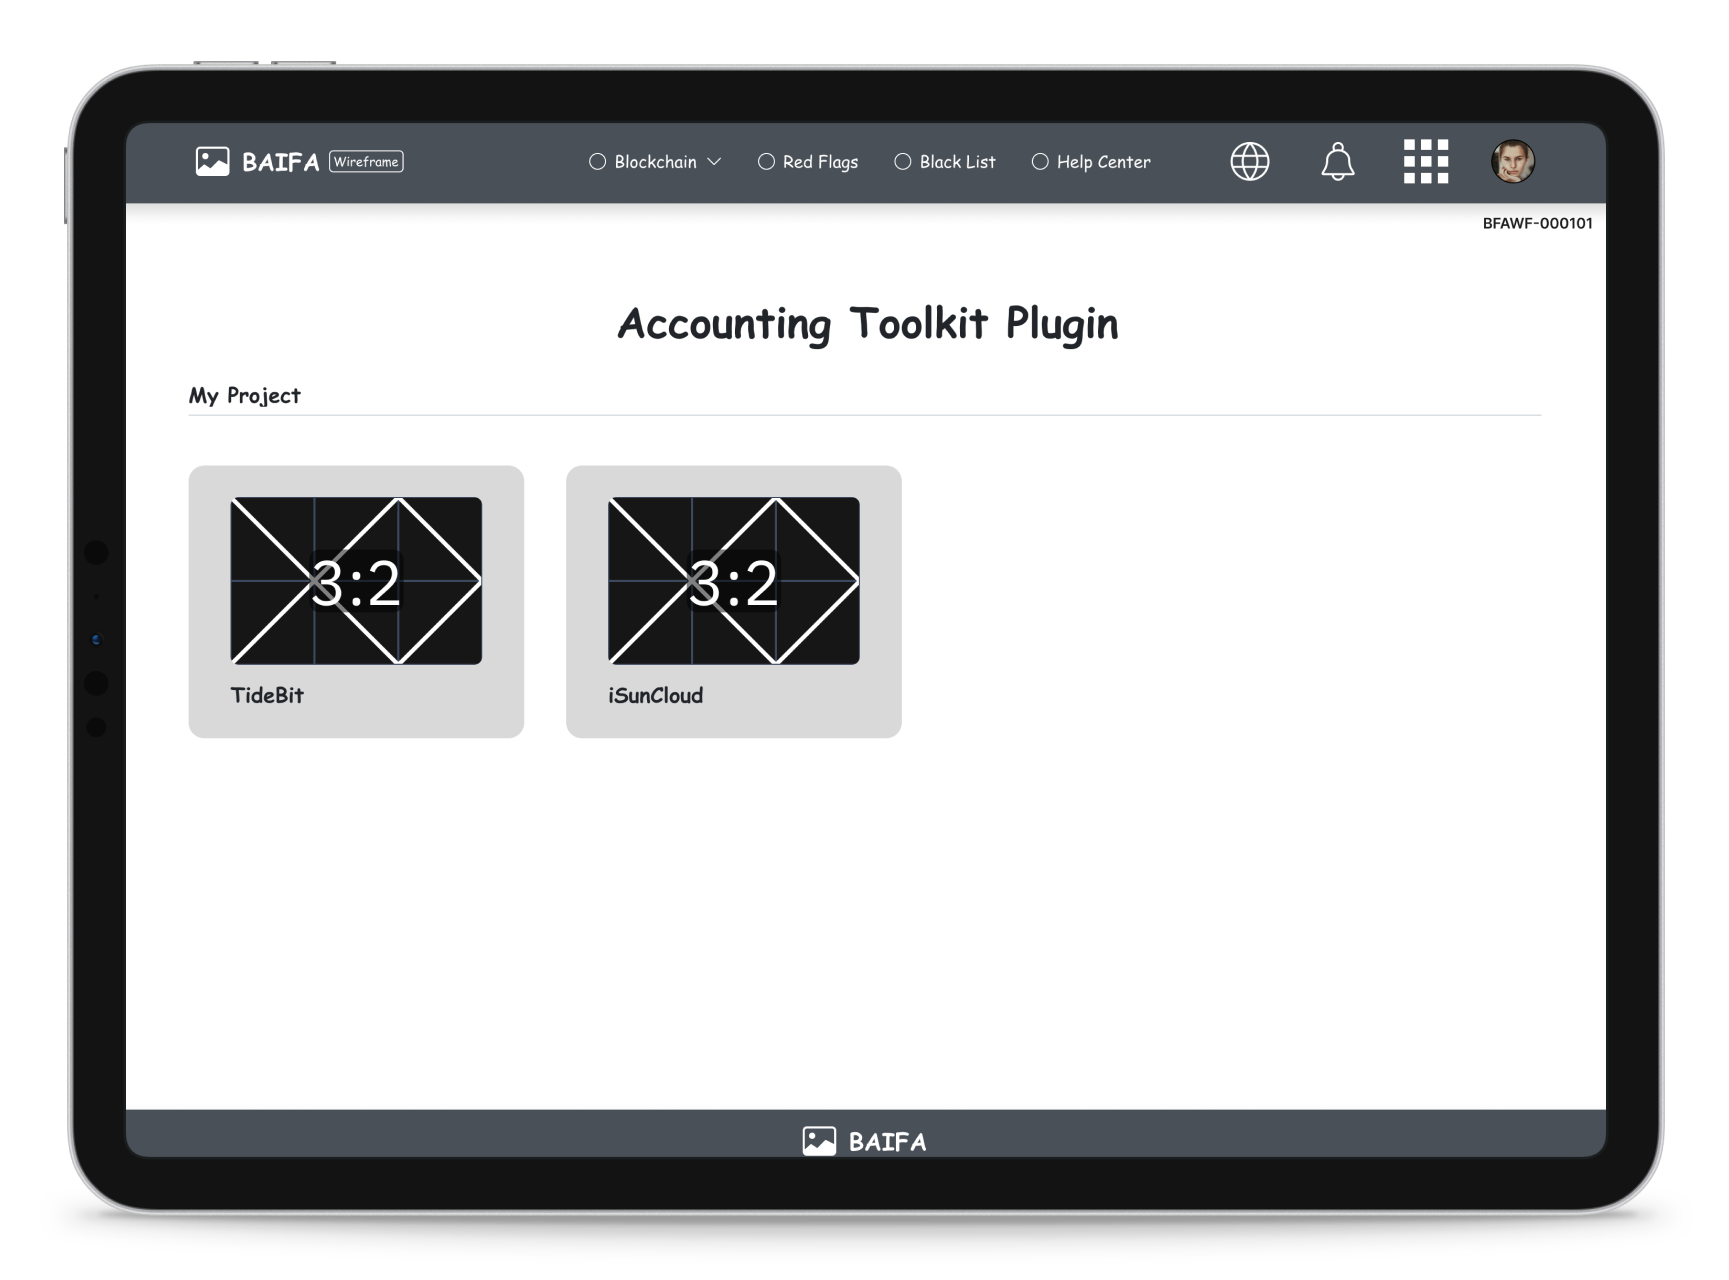 BAIFA Wireframe Blockchain Red Flags Black List Help Center
BFAWF-000101
Accounting Toolkit Plugin
My Project
3:2 3:2
TideBit iSunCloud
BAIFA